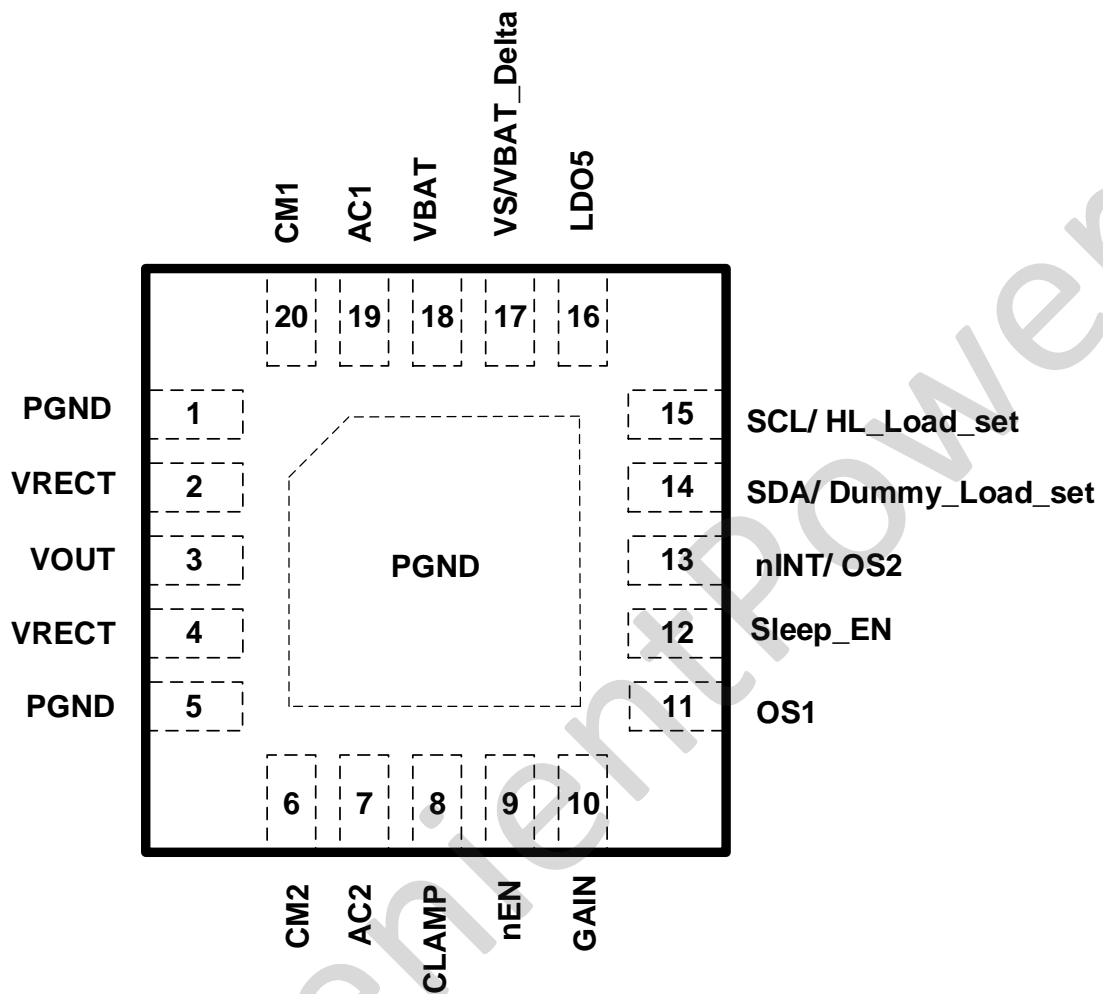 VS/VBAT_Delta
CM1
AC1
VBAT
LDO5
20
19
18
17
16
PGND
1
15
SCL/ HL_Load_set
VRECT
2
14
SDA/ Dummy_Load_set
VOUT
3
PGND
13
nINT/ OS2
VRECT
4
12
Sleep_EN
PGND
5
11
OS1
6
7
8
9
10
CM2
AC2
CLAMP
nEN
GAIN
enientPower